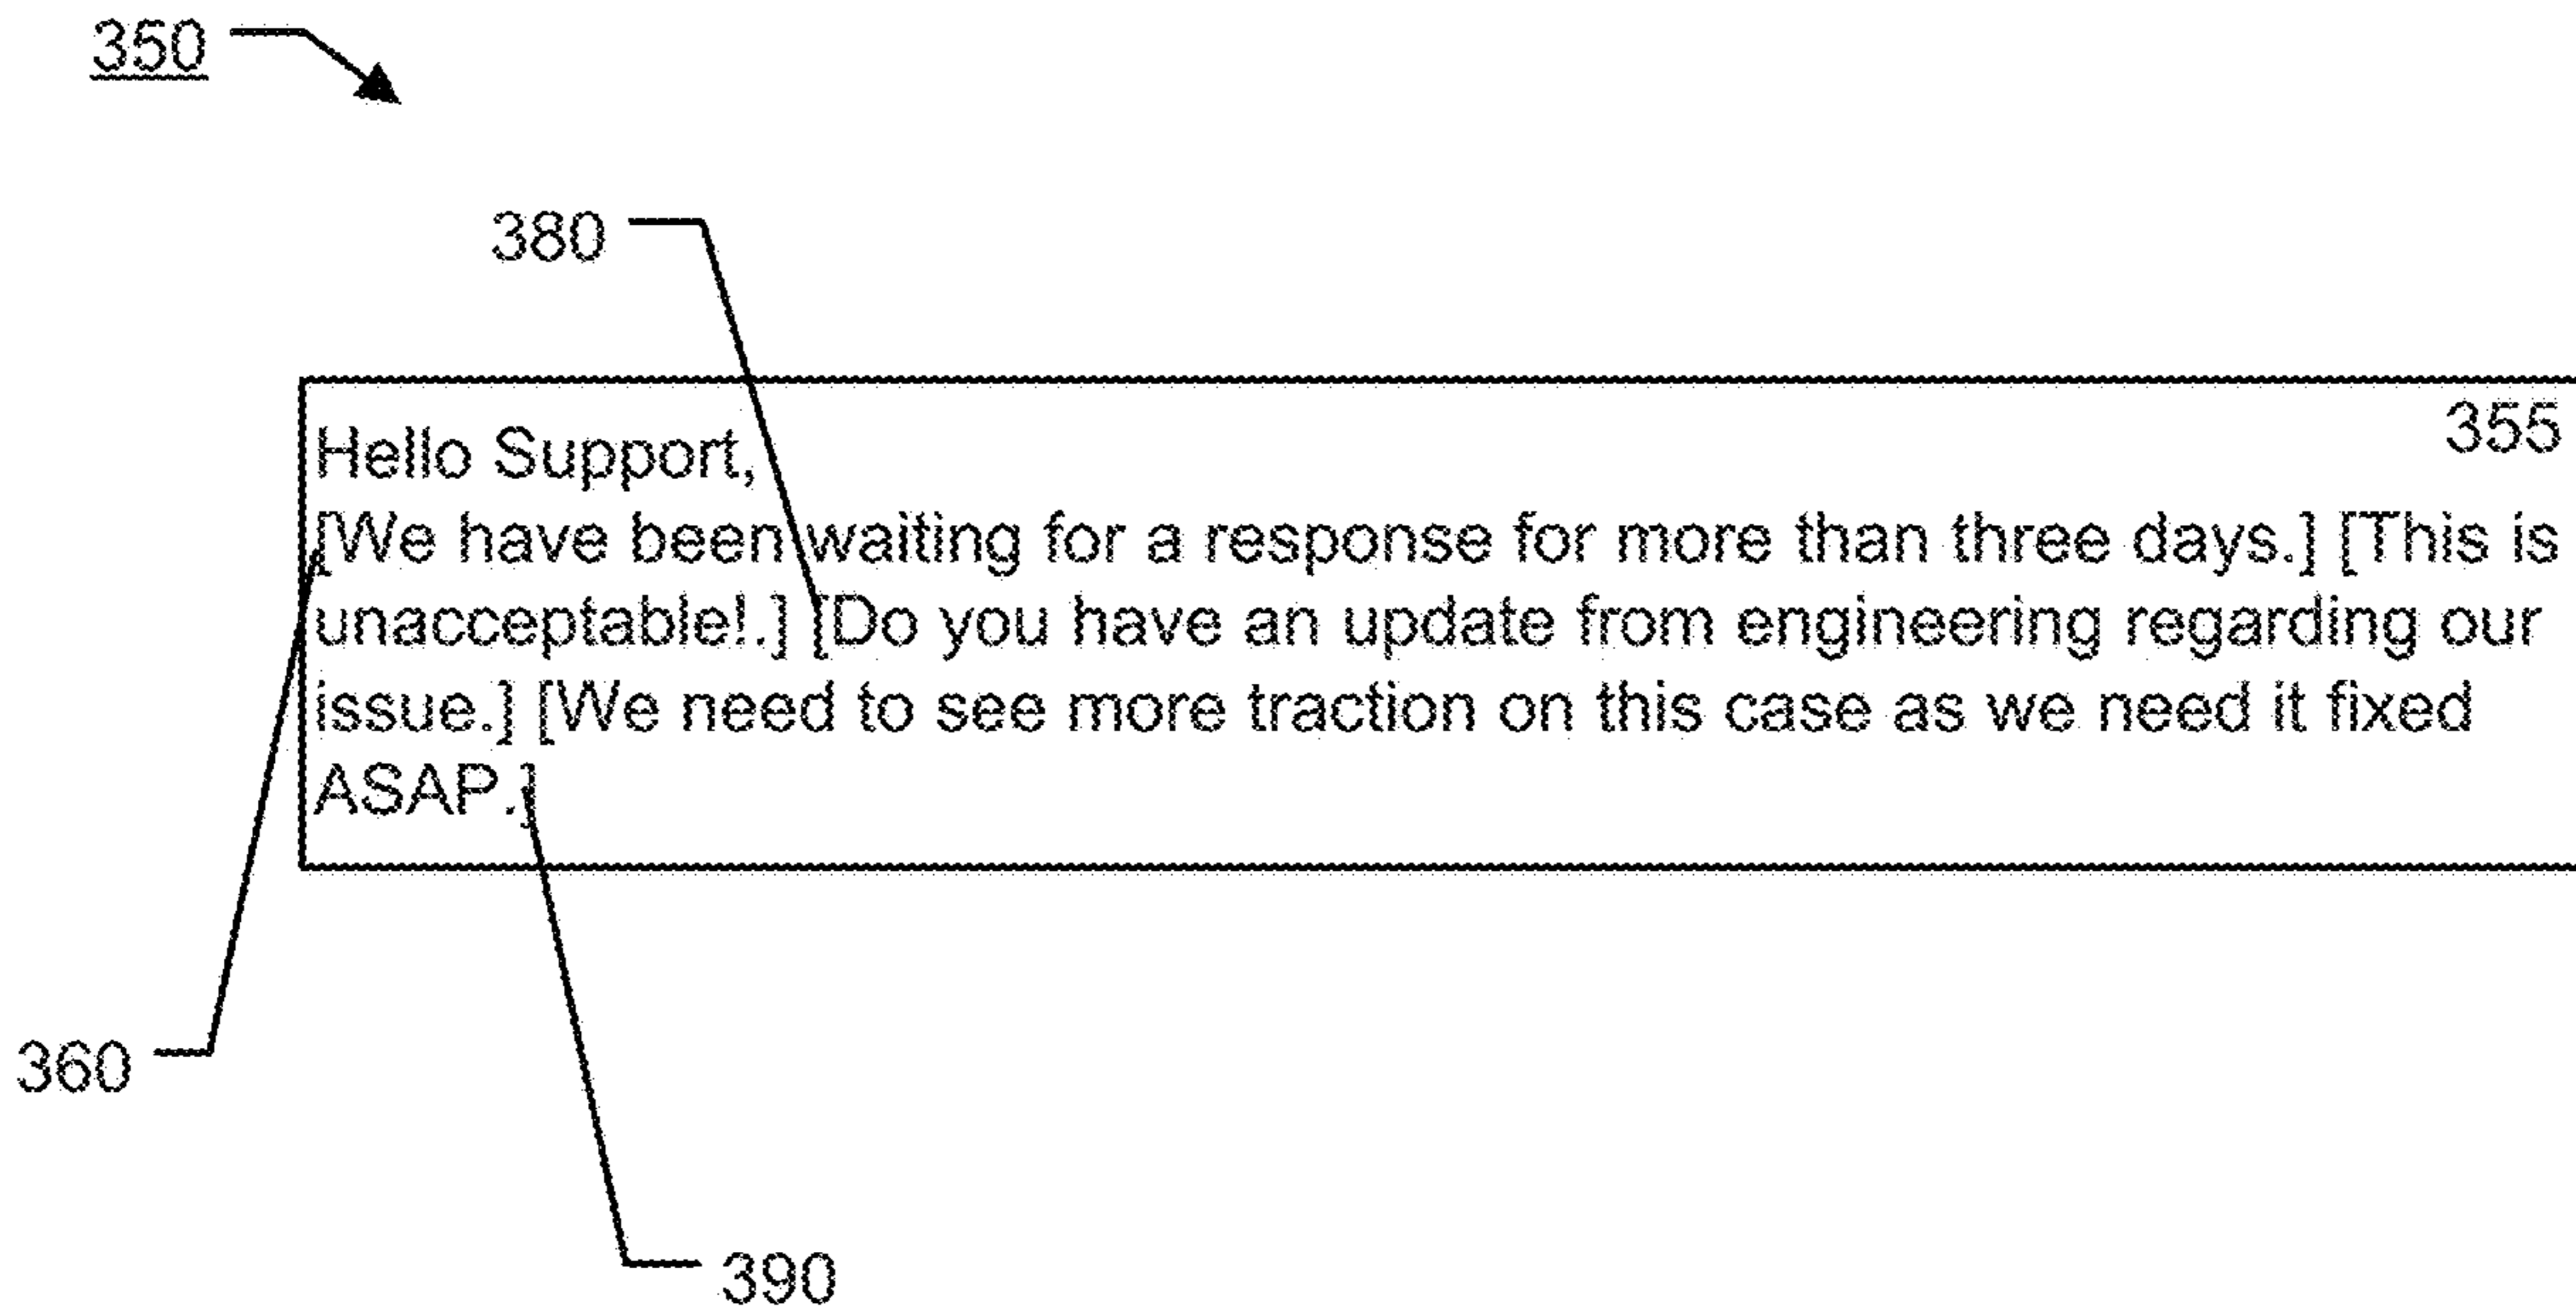 350
380
355
Hello Support,
[We have been waiting for a response for more than three days.] [This is
unacceptable!.] [Do you have an update from engineering regarding our
issue.] [We need to see more traction on this case as we need it fixed
ASAP.]
360
390